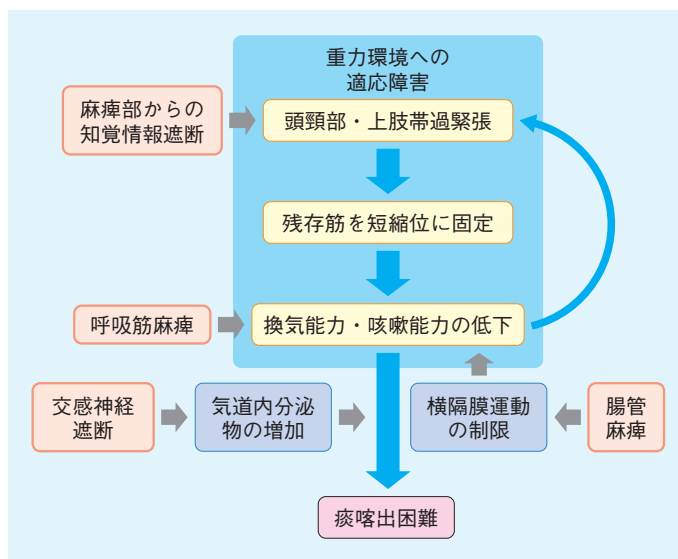 重力環境への
適応障害
麻痺部からの
知覚情報遮断
頭頸部・上肢帯過緊張
残存筋を短縮位に固定
呼吸筋麻痺
換気能力・咳嗽能力の低下
交感神経
遮断
気道内分泌
物の増加
横隔膜運動
の制限
腸管
麻痺
痰喀出困難